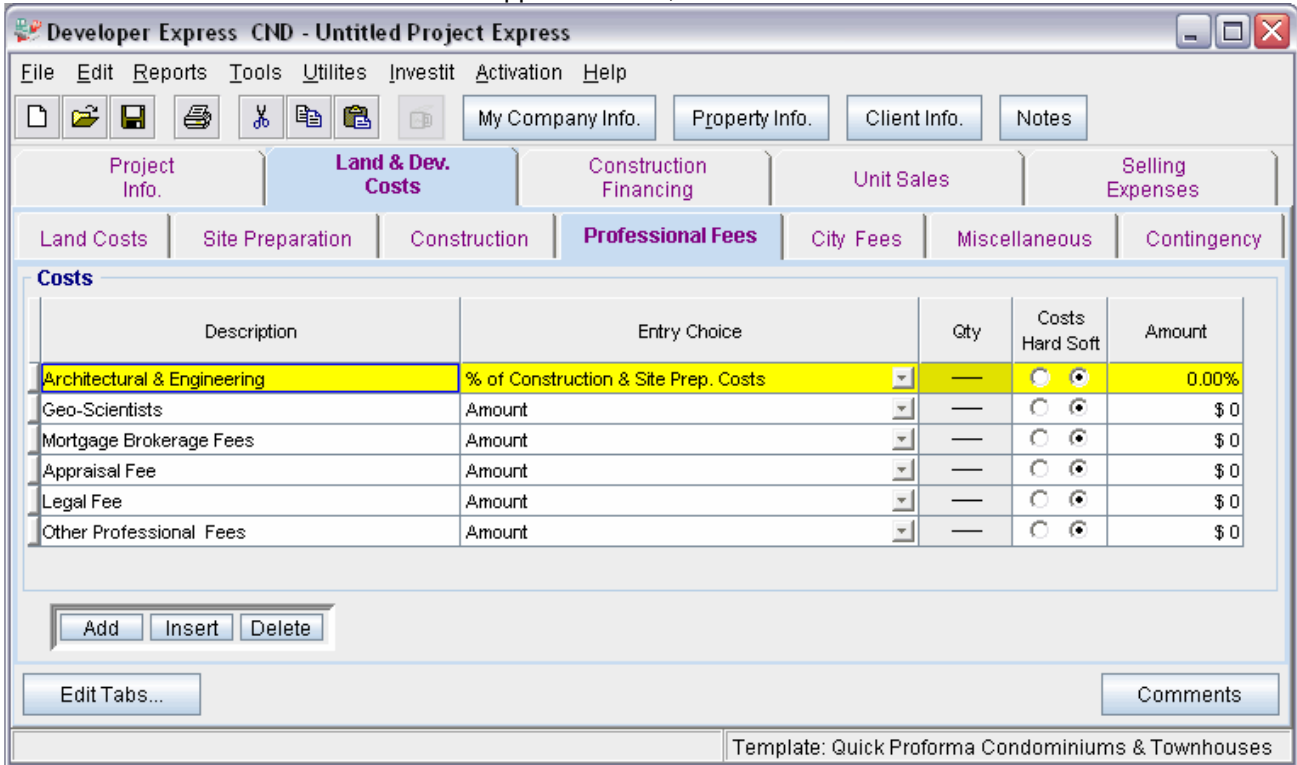 Developer Express CND - Untitled Project Express
File Edit Reports Tools Utilites Investit Activation Help
My Company Info. Property Info. Client Info. Notes
Project Info. Land & Dev. Costs Construction Financing Unit Sales Selling Expenses
Land Costs Site Preparation Construction Professional Fees City Fees Miscellaneous Contingency
Costs
Description Entry Choice Qty Costs Hard Soft Amount
Architectural & Engineering % of Construction & Site Prep. Costs — 0.00%
Geo-Scientists Amount — $ 0
Mortgage Brokerage Fees Amount — $ 0
Appraisal Fee Amount — $ 0
Legal Fee Amount — $ 0
Other Professional Fees Amount — $ 0
Add Insert Delete
Edit Tabs... Comments
Template: Quick Proforma Condominiums & Townhouses